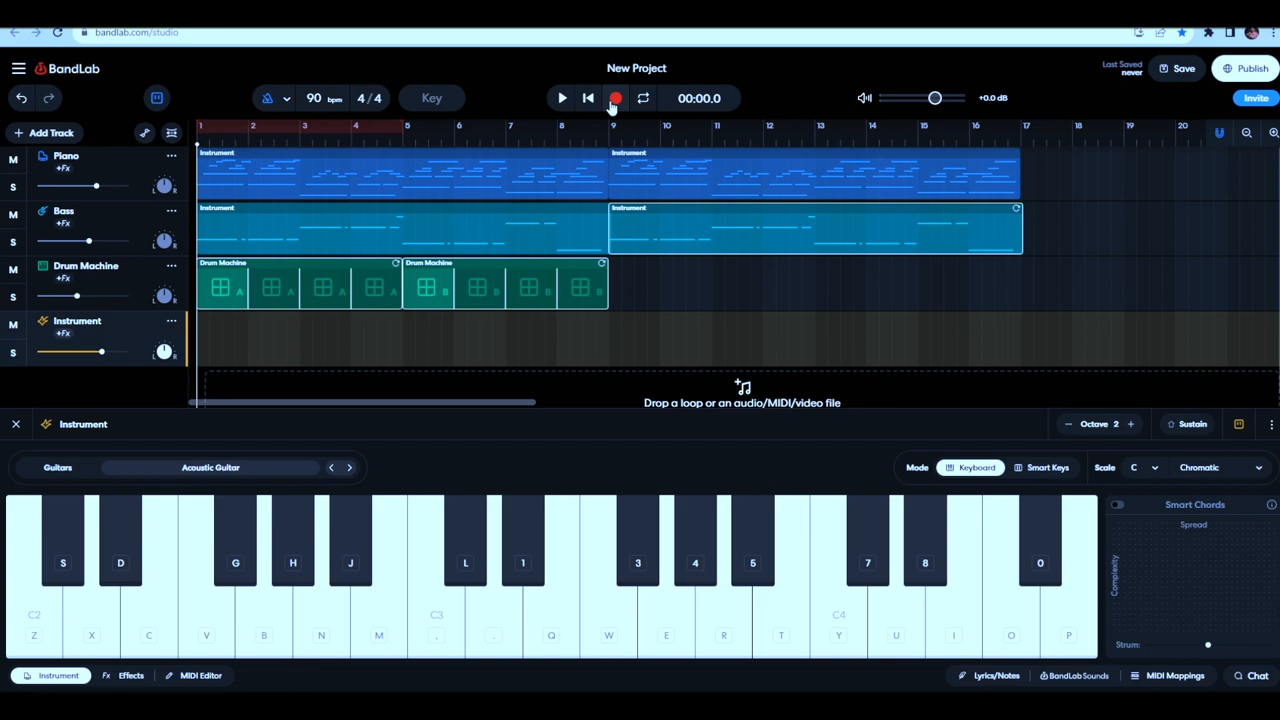 bandlab.com/studio
BandLab
New Project
Last Saved
never
Save
Publish
90 bpm
4/4
Key
00:00.0
+0.0 dB
Invite
Add Track
1 2 3 4 5 6 7 8 9 10 11 12 13 14 15 16 17 18 19 20
M
Piano
+Fx
S
L R
Instrument
Instrument
M
Bass
+Fx
S
L R
Instrument
Instrument
M
Drum Machine
+Fx
S
L R
Drum Machine
Drum Machine
A A A A B B B B
M
Instrument
+Fx
S
L R
Drop a loop or an audio/MIDI/video file
Instrument
Octave 2
Sustain
Guitars
Acoustic Guitar
Mode
Keyboard
Smart Keys
Scale
C
Chromatic
S D G H J L 1 3 4 5 7 8 0
C2 C3 C4
Z X C V B N M , . Q W E R T Y U I O P
Smart Chords
Spread
Complexity
Strum:
Instrument
Fx Effects
MIDI Editor
Lyrics/Notes
BandLab Sounds
MIDI Mappings
Chat